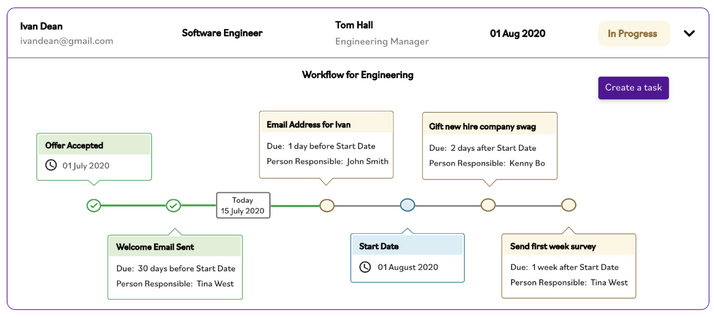 Ivan Dean
ivandean@gmail.com
Software Engineer
Tom Hall
Engineering Manager
01 Aug 2020
In Progress
Workflow for Engineering
Create a task
Offer Accepted
01 July 2020
Email Address for Ivan
Due: 1 day before Start Date
Person Responsible: John Smith
Gift new hire company swag
Due: 2 days after Start Date
Person Responsible: Kenny Bo
Today
15 July 2020
Welcome Email Sent
Due: 30 days before Start Date
Person Responsible: Tina West
Start Date
01 August 2020
Send first week survey
Due: 1 week after Start Date
Person Responsible: Tina West